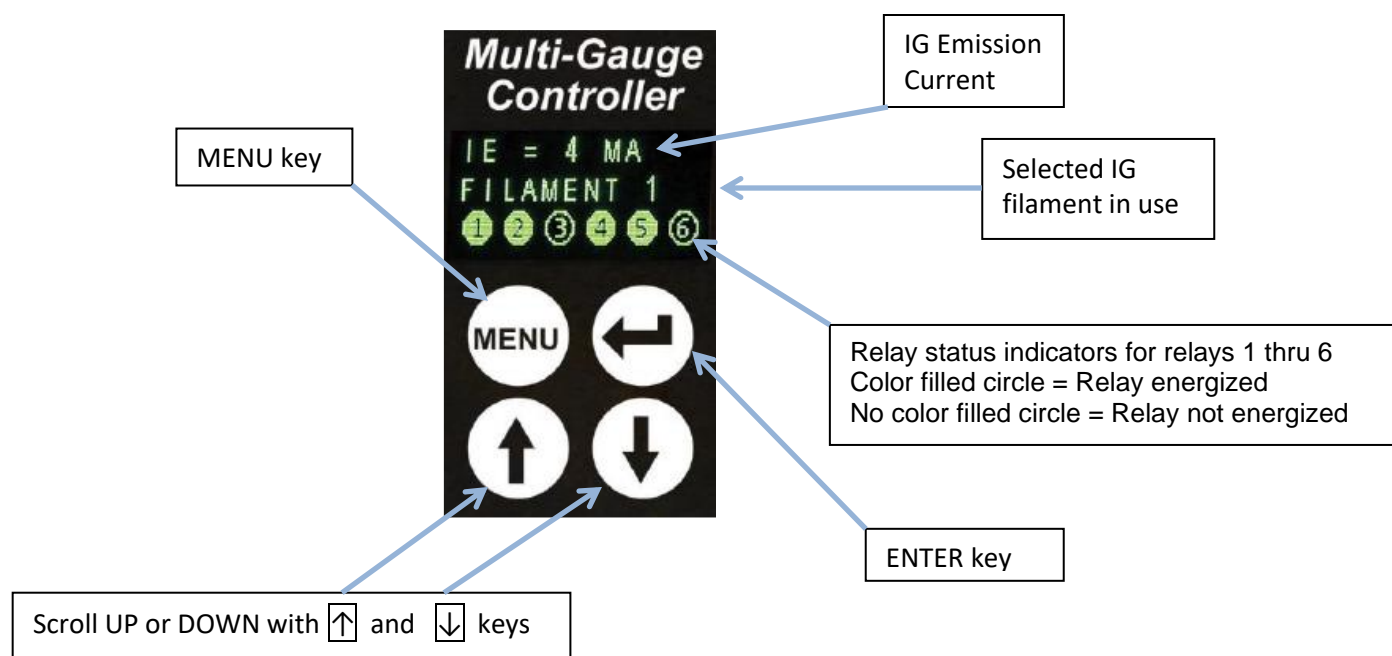 IG Emission
Current
Multi-Gauge
Controller
MENU key
IE = 4 MA
FILAMENT 1
1 2 3 4 5 6
Selected IG
filament in use
MENU
Relay status indicators for relays 1 thru 6
Color filled circle = Relay energized
No color filled circle = Relay not energized
ENTER key
Scroll UP or DOWN with ↑ and ↓ keys